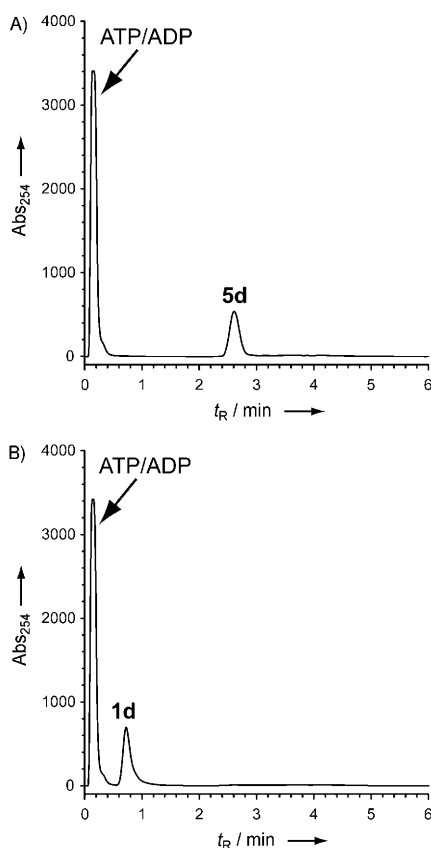 A)
ATP/ADP
4000
3000
2000
1000
0
Abs254
5d
0 1 2 3 4 5 6
tR / min
B)
ATP/ADP
4000
3000
2000
1000
0
Abs254
1d
0 1 2 3 4 5 6
tR / min